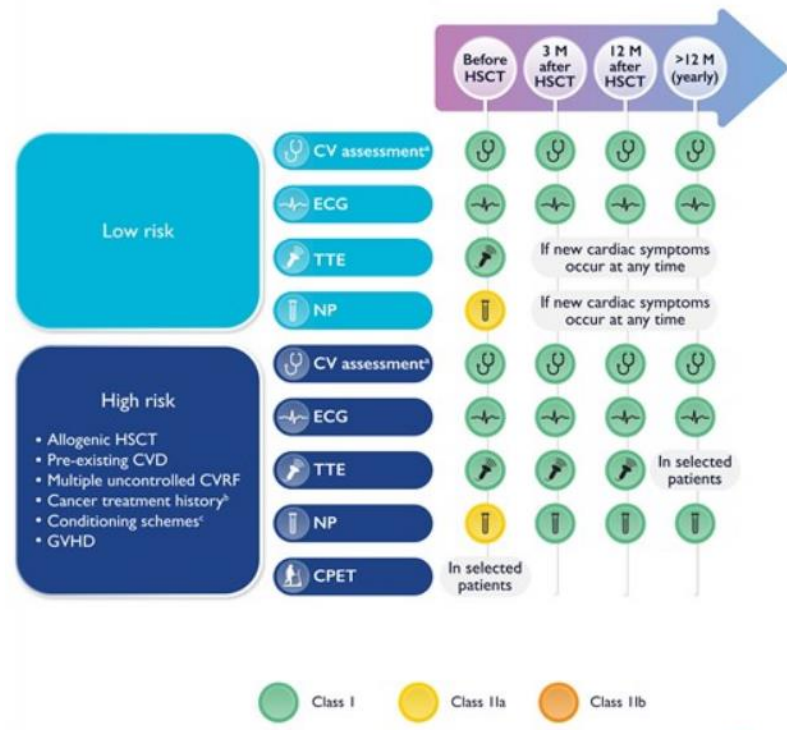 Before
HSCT
3 M
after
HSCT
12 M
after
HSCT
>12 M
(yearly)
Low risk
CV assessmentᵃ
ECG
TTE
If new cardiac symptoms
occur at any time
NP
If new cardiac symptoms
occur at any time
High risk
• Allogenic HSCT
• Pre-existing CVD
• Multiple uncontrolled CVRF
• Cancer treatment historyᵇ
• Conditioning schemesᶜ
• GVHD
CV assessmentᵃ
ECG
TTE
In selected
patients
NP
CPET
In selected
patients
Class 1
Class 11a
Class 11b